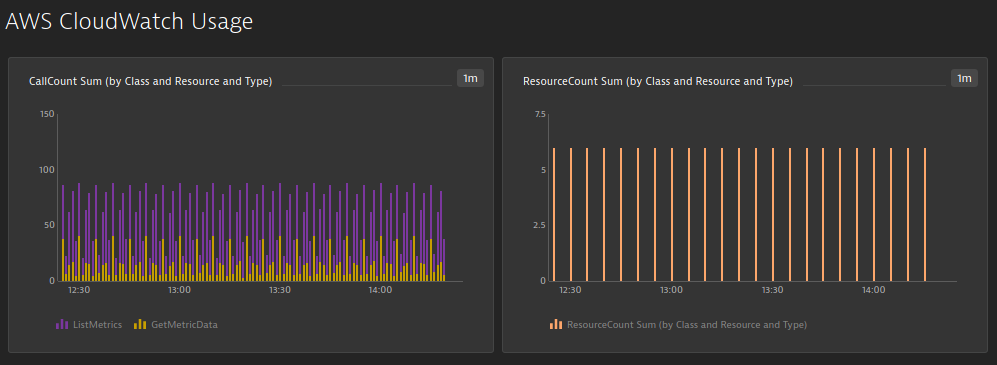 AWS CloudWatch Usage
CallCount Sum (by Class and Resource and Type)
1m
150
100
50
0
12:30 13:00 13:30 14:00
ListMetrics GetMetricData
ResourceCount Sum (by Class and Resource and Type)
1m
7.5
5
2.5
0
12:30 13:00 13:30 14:00
ResourceCount Sum (by Class and Resource and Type)